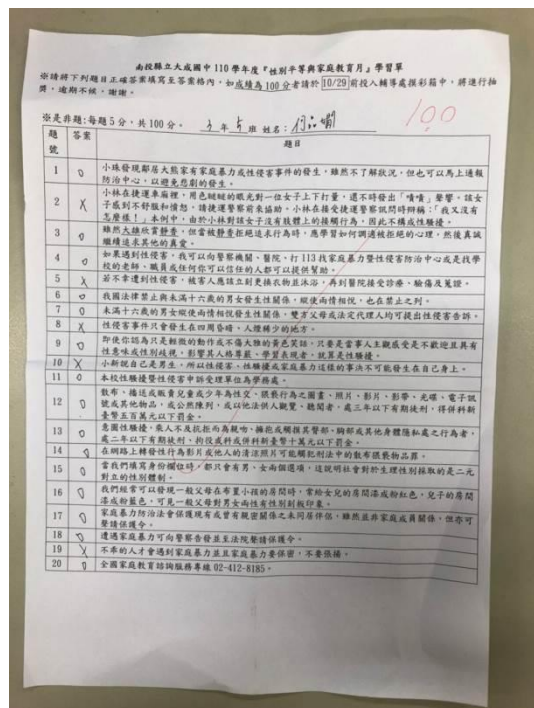 南投縣立大成國中 110 學年度『性別平等與家庭教育月』學習單
※請將下列題目正確答案填寫至答案格內,如成績為 100 分者請於 10/29 前投入輔導處摸彩箱中,將進行抽
獎,逾期不候,謝謝。
※是非題:每題 5 分,共 100 分。 3 年 5 班 姓名:
100
題號 答案 題目
1 O 小珠發現鄰居大熊家有家庭暴力或性侵害事件的發生,雖然不了解狀況,但也可以馬上通報
防治中心,以避免悲劇的發生。
2 X 小林在捷運車廂裡,用色瞇瞇的眼光對一位女子上下打量,還不時發出「嘖嘖」聲響,該女
子感到不舒服和憤怒,請捷運警察前來協助,小林在接受捷運警察訊問時辯稱:「我又沒有
怎麼樣!」本例中,由於小林對該女子沒有肢體上的接觸行為,因此不構成性騷擾。
3 O 雖然大雄欣賞靜香,但當被靜香拒絕追求行為時,應學習如何調適被拒絕的心理,然後真誠
繼續追求其他的真愛。
4 O 如果遇到性侵害,我可以向警察機關、醫院、打 113 找家庭暴力暨性侵害防治中心或是找學
校的老師、職員或任何你可以信任的人都可以提供幫助。
5 X 若不幸遭到性侵害,被害人應該立刻更換衣物並沐浴,再到醫院接受診療、驗傷及蒐證。
6 O 我國法律禁止與未滿十六歲的男女發生性關係,縱使兩情相悅,也在禁止之列。
7 O 未滿十六歲的男女縱使兩情相悅發生性關係,雙方父母或法定代理人均可提出性侵害告訴。
8 X 性侵害事件只會發生在四周昏暗、人煙稀少的地方。
9 O 即使你認為只是輕微的動作或不傷大雅的黃色笑話,只要是當事人主觀感受是不歡迎且具有
性意味或性別歧視,影響其人格尊嚴、學習表現者,就算是性騷擾。
10 X 小新說自己是男生,所以性侵害、性騷擾或家庭暴力這樣的事決不可能發生在自己身上。
11 O 本校性騷擾暨性侵害申訴受理單位為學務處。
12 O 散布、播送或販賣兒童或少年為性交、猥褻行為之圖畫、照片、影片、影帶、光碟、電子訊
號或其他物品,或公然陳列,或以他法供人觀覽、聽聞者,處三年以下有期徒刑,得併科新
臺幣五百萬元以下罰金。
13 O 意圖性騷擾,乘人不及抗拒而為親吻、擁抱或觸摸其臀部、胸部或其他身體隱私處之行為者,
處二年以下有期徒刑、拘役或科或併科新臺幣十萬元以下罰金。
14 O 在網路上轉發性行為影片或他人的清涼照片可能觸犯刑法中的散布猥褻物品罪。
15 O 當我們填寫身份欄位時,都只會有男、女兩個選項,這說明社會對於生理性別採取的是二元
對立的性別體制。
16 O 我們經常可以發現一般父母在布置小孩的房間時,常給女兒的房間漆成粉紅色,兒子的房間
漆成粉藍色,可見一般父母對男女兩性有性別刻板印象。
17 O 家庭暴力防治法會保護現有或曾有親密關係之未同居伴侶,雖然並非家庭成員關係,但亦可
聲請保護令。
18 O 遭遇家庭暴力可向警察告發並至法院聲請保護令。
19 X 不乖的人才會遇到家庭暴力並且家庭暴力要保密,不要張揚。
20 O 全國家庭教育諮詢服務專線 02-412-8185。